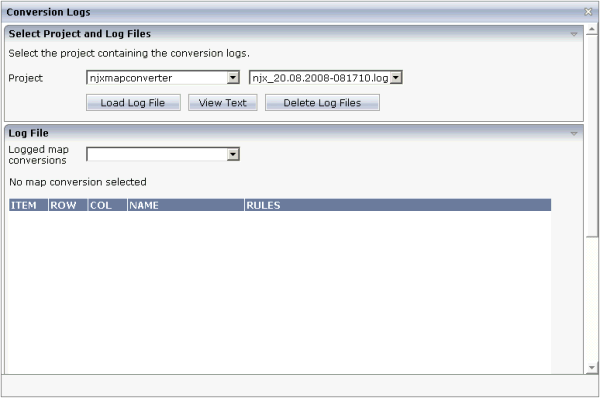 Conversion Logs
Select Project and Log Files
Select the project containing the conversion logs.
Project njxmapconverter njx_20.08.2008-081710.log
Load Log File View Text Delete Log Files
Log File
Logged map
conversions
No map conversion selected
ITEM ROW COL NAME RULES